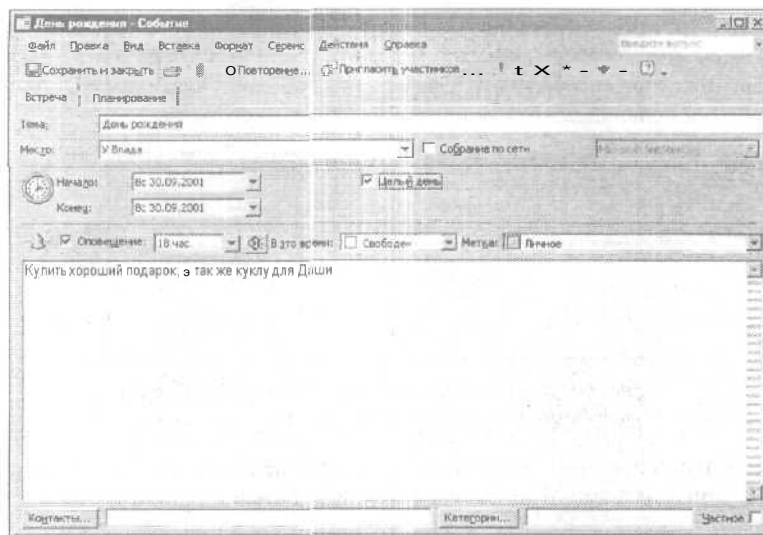 День рождения - Событие
Файл Правка Вид Вставка Формат Сервис Действия Справка Введите вопрос
Сохранить и закрыть О Повторение... Пригласить участников... ! t X * - - ?
Встреча Планирование
Тема: День рождения
Место: У Влада Собрание по сети
Начало: Вс 30.09.2001 Целый день
Конец: Вс 30.09.2001
Оповещение: 18 час. В это время: Свободен Метка: Личное
Купить хороший подарок, э так же куклу для Даши
Контакты... Категории... Частное